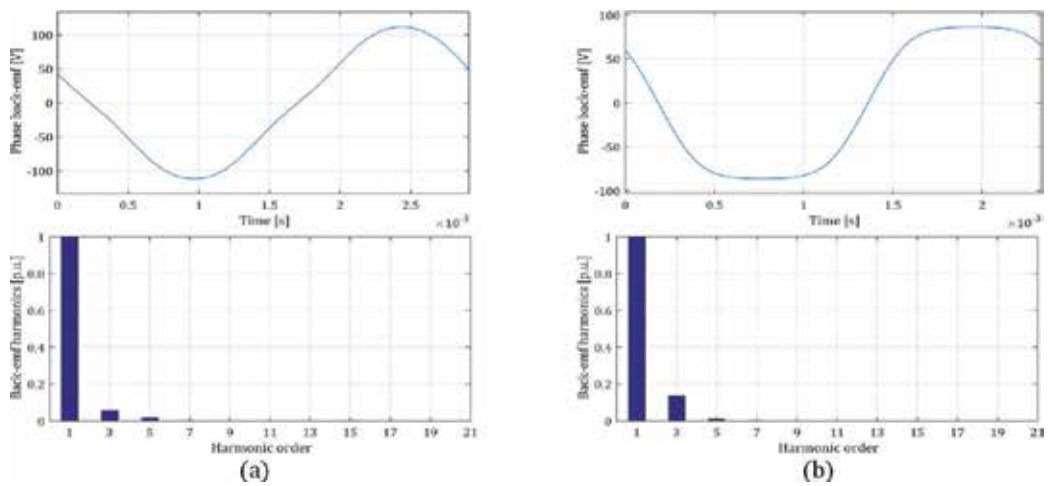 100
50
0
-50
-100
Phase back-emf [V]
0 0.5 1 1.5 2 2.5
×10⁻³
Time [s]
100
50
0
-50
-100
Phase back-emf [V]
0 0.5 1 1.5 2
×10⁻³
Time [s]
1
0.8
0.6
0.4
0.2
0
Back-emf harmonics [p.u.]
1 3 5 7 9 11 13 15 17 19 21
Harmonic order
(a)
1
0.8
0.6
0.4
0.2
0
Back-emf harmonics [p.u.]
1 3 5 7 9 11 13 15 17 19 21
Harmonic order
(b)